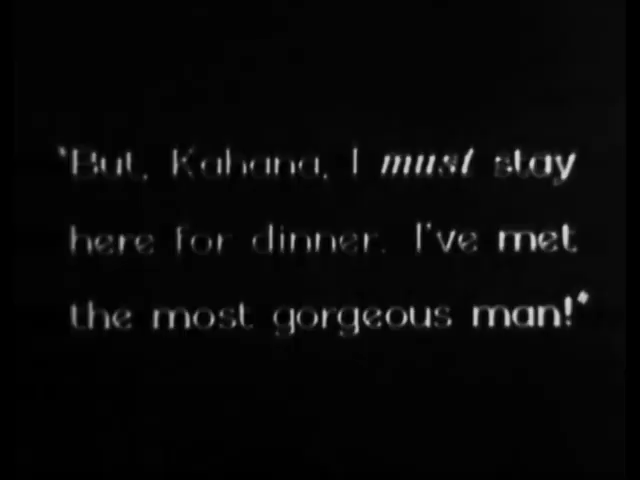 "But, Kahana, I must stay
here for dinner. I've met
the most gorgeous man!"